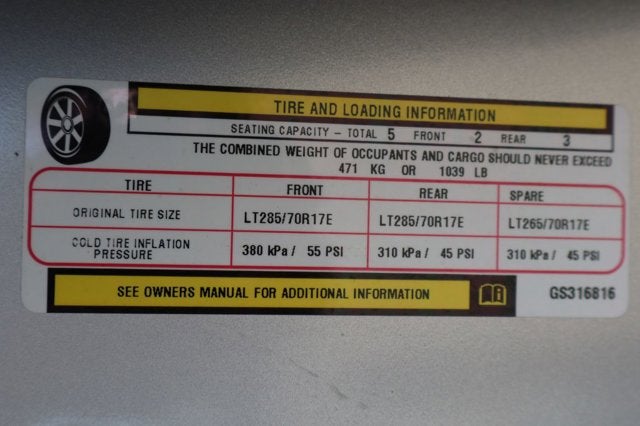 TIRE AND LOADING INFORMATION
SEATING CAPACITY – TOTAL 5 FRONT 2 REAR 3
THE COMBINED WEIGHT OF OCCUPANTS AND CARGO SHOULD NEVER EXCEED
471 KG OR 1039 LB
TIRE FRONT REAR SPARE
ORIGINAL TIRE SIZE LT285/70R17E LT285/70R17E LT265/70R17E
COLD TIRE INFLATION PRESSURE 380 kPa / 55 PSI 310 kPa / 45 PSI 310 kPa / 45 PSI
SEE OWNERS MANUAL FOR ADDITIONAL INFORMATION GS316816